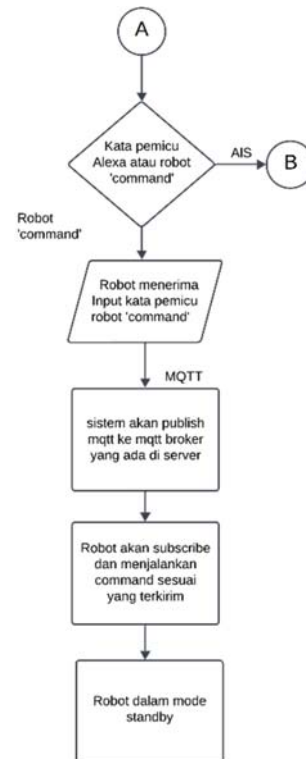 A
Kata pemicu
Alexa atau robot
'command'
AIS
B
Robot
'command'
Robot menerima
Input kata pemicu
robot 'command'
MQTT
sistem akan publish
mqtt ke mqtt broker
yang ada di server
Robot akan subscribe
dan menjalankan
command sesuai
yang terkirim
Robot dalam mode
standby